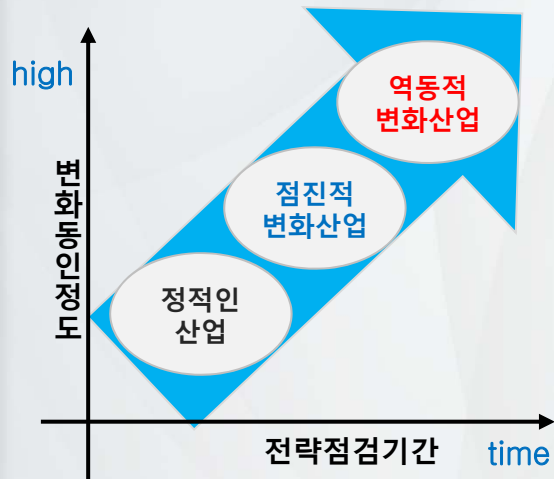 high
변화동인정도
역동적
변화산업
점진적
변화산업
정적인
산업
전략점검기간
time